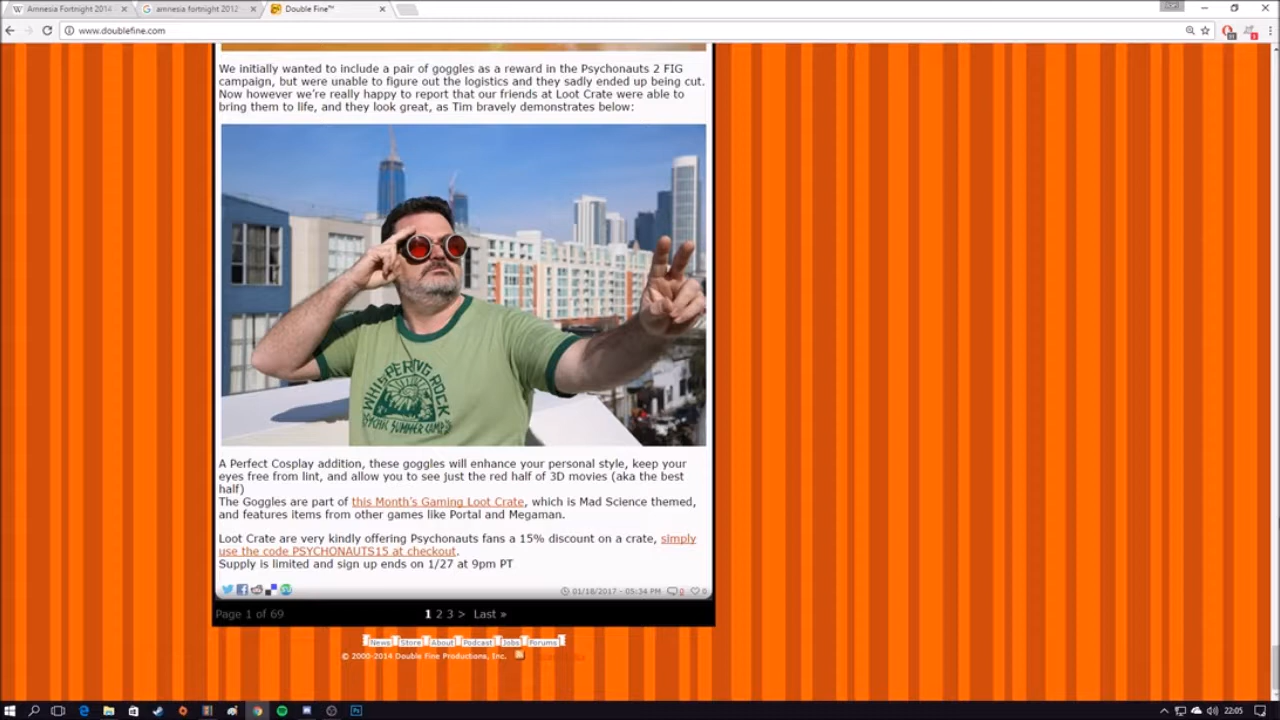 Amnesia Fortnight 2014
amnesia fortnight 2012
Double Fine™
www.doublefine.com
We initially wanted to include a pair of goggles as a reward in the Psychonauts 2 FIG
campaign, but were unable to figure out the logistics and they sadly ended up being cut.
Now however we're really happy to report that our friends at Loot Crate were able to
bring them to life, and they look great, as Tim bravely demonstrates below:
WHISPERING ROCK
PSYCHIC SUMMER CAMP
A Perfect Cosplay addition, these goggles will enhance your personal style, keep your
eyes free from lint, and allow you to see just the red half of 3D movies (aka the best
half)
The Goggles are part of this Month's Gaming Loot Crate, which is Mad Science themed,
and features items from other games like Portal and Megaman.
Loot Crate are very kindly offering Psychonauts fans a 15% discount on a crate, simply
use the code PSYCHONAUTS15 at checkout.
Supply is limited and sign up ends on 1/27 at 9pm PT
01/18/2017 - 05:34 PM 0 0
Page 1 of 69 1 2 3 > Last »
News Store About Podcast Jobs Forums
© 2000-2014 Double Fine Productions, Inc.
22:05